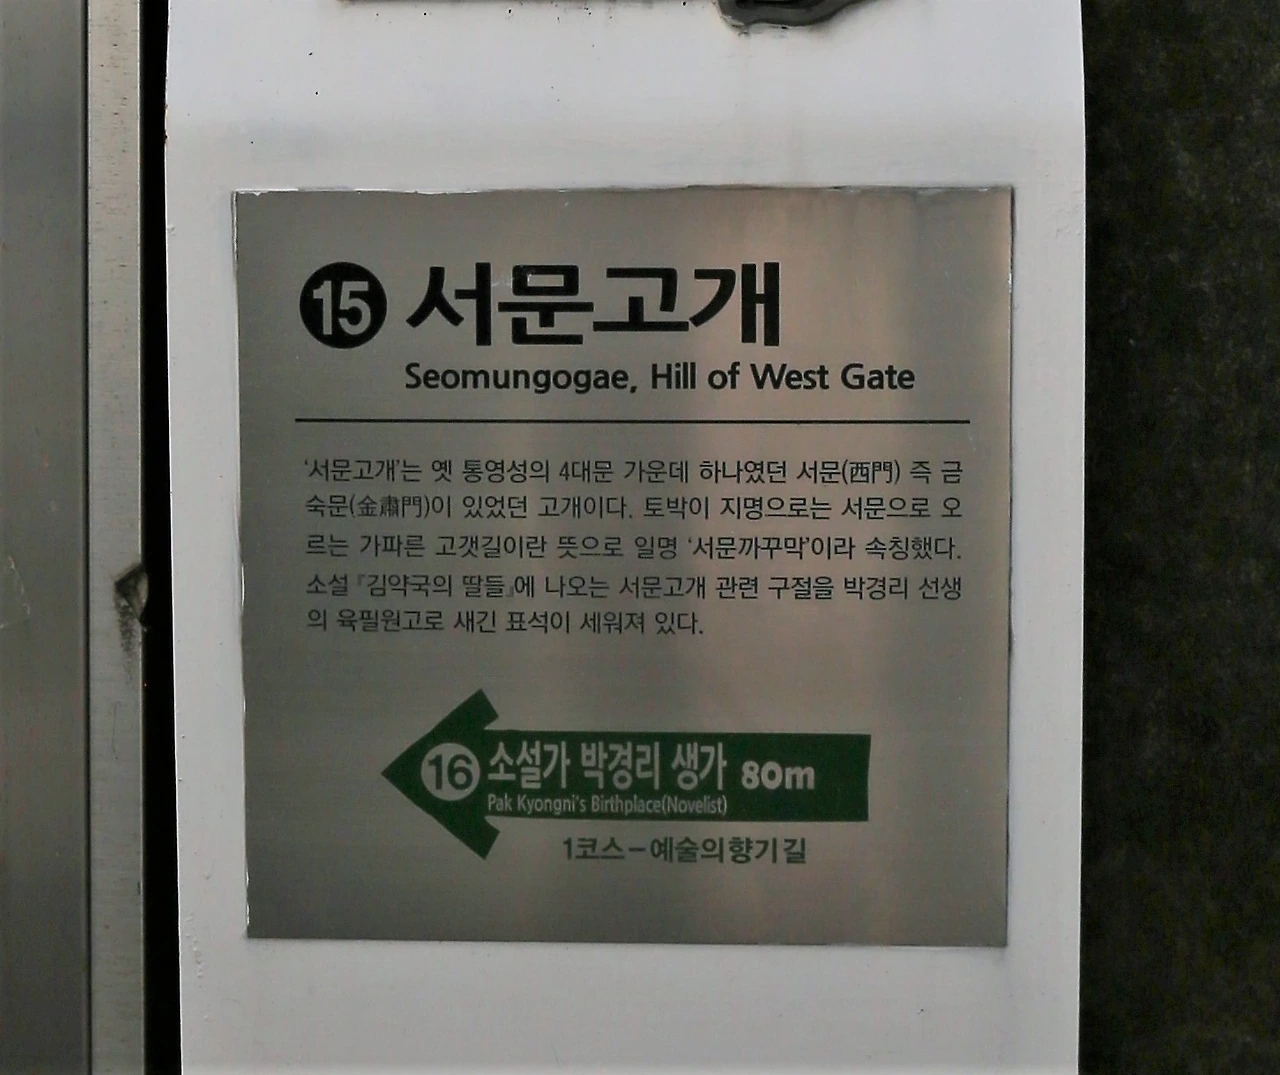 15 서문고개
Seomungogae, Hill of West Gate
‘서문고개’는 옛 통영성의 4대문 가운데 하나였던 서문(西門) 즉 금
숙문(金肅門)이 있었던 고개이다. 토박이 지명으로는 서문으로 오
르는 가파른 고갯길이란 뜻으로 일명 ‘서문까꾸막’이라 속칭했다.
소설 『김약국의 딸들』에 나오는 서문고개 관련 구절을 박경리 선생
의 육필원고로 새긴 표석이 세워져 있다.
16 소설가 박경리 생가 80m
Pak Kyongni's Birthplace(Novelist)
1코스-예술의향기길